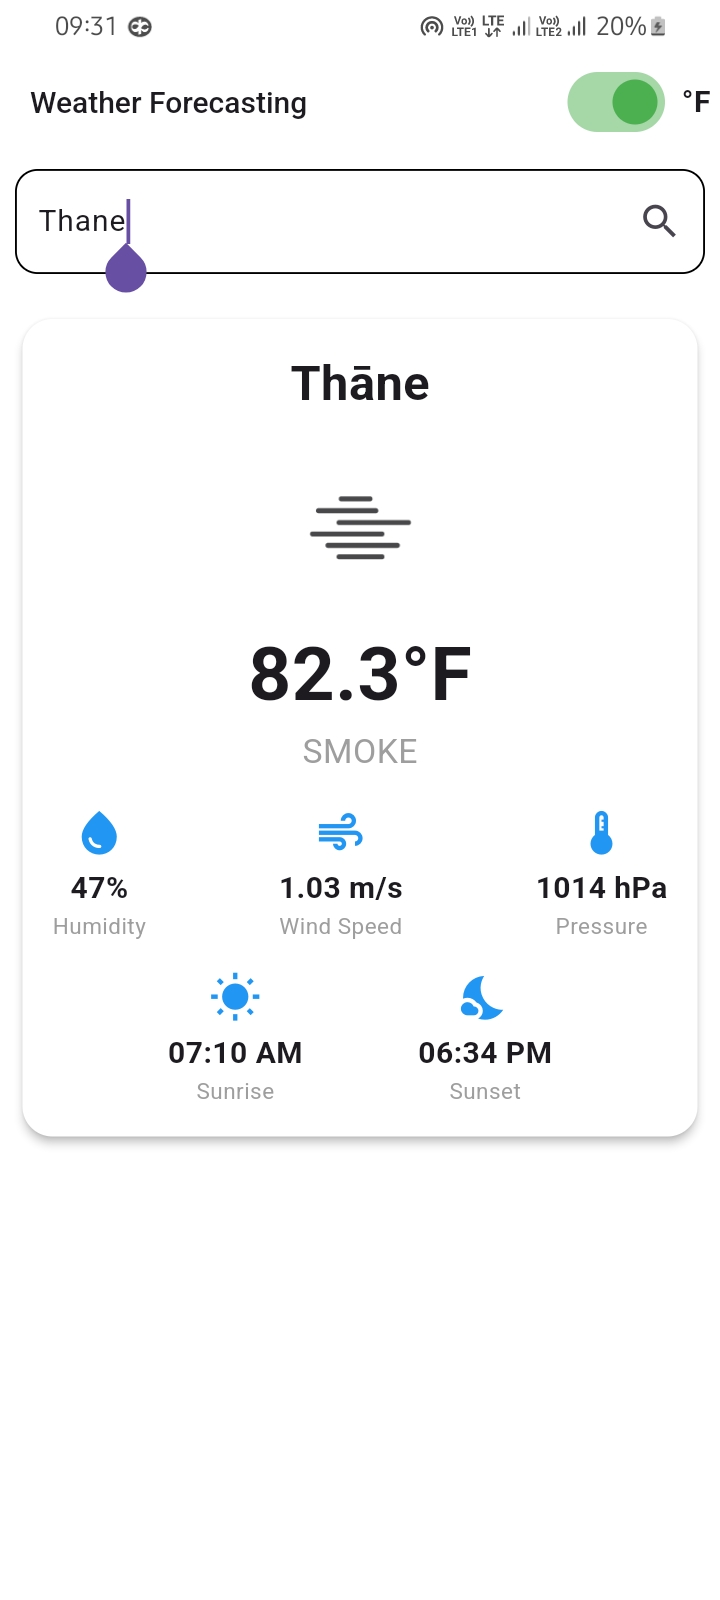 09:31 Vo)) LTE1 LTE Vo)) LTE2 20%
Weather Forecasting °F
Thane
Thāne
82.3°F
SMOKE
47% 1.03 m/s 1014 hPa
Humidity Wind Speed Pressure
07:10 AM 06:34 PM
Sunrise Sunset